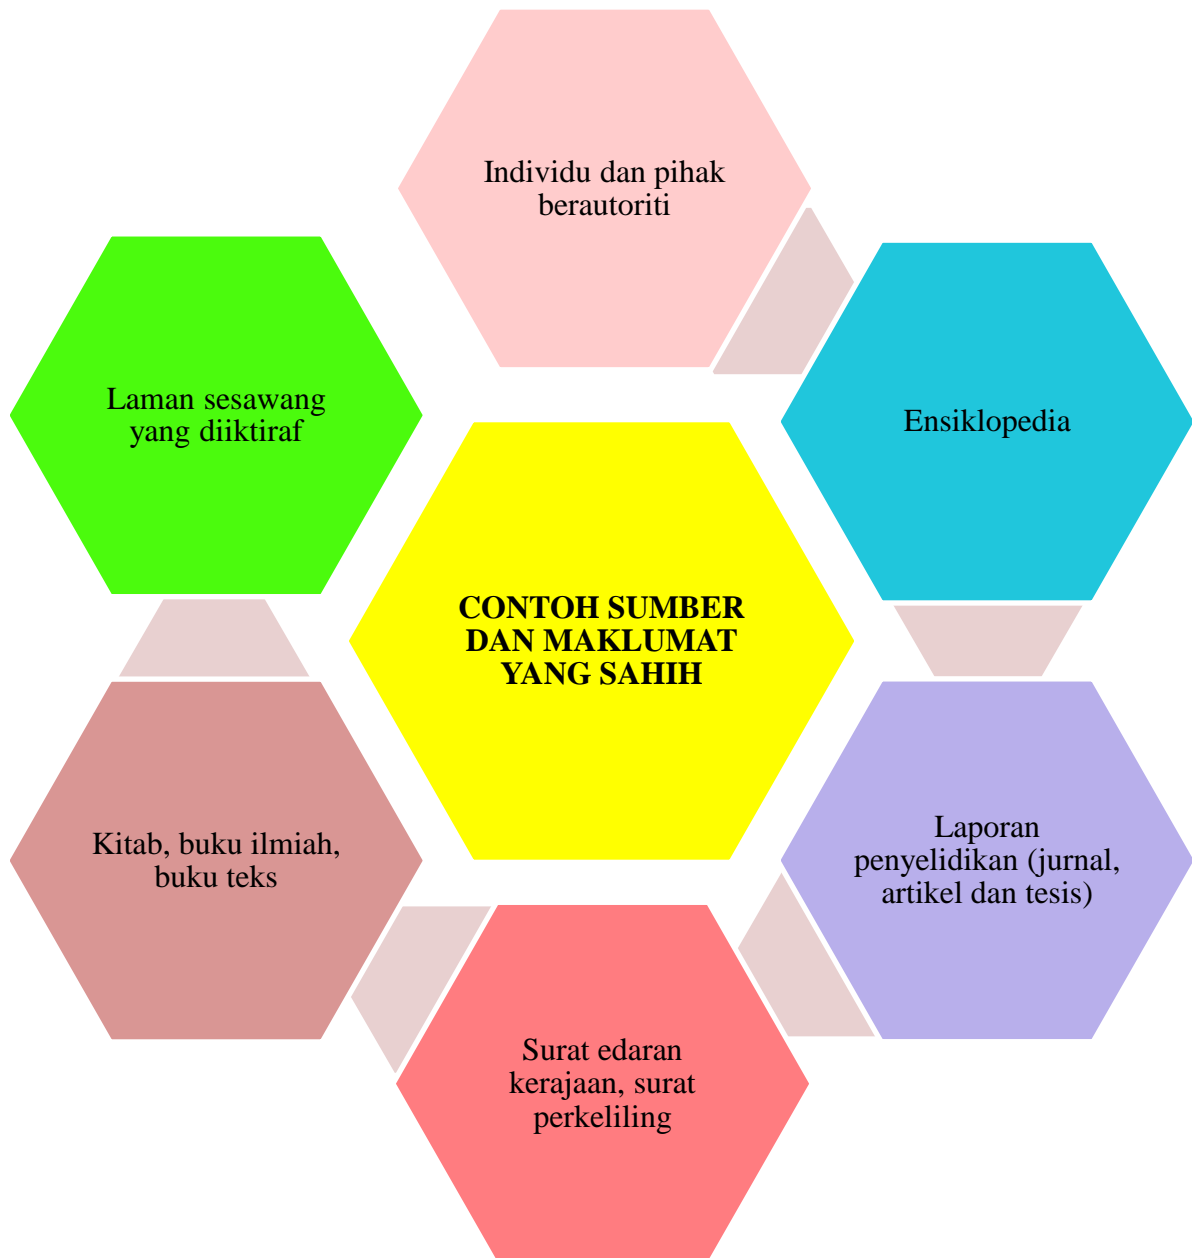 Individu dan pihak
berautoriti
Ensiklopedia
Laporan
penyelidikan (jurnal,
artikel dan tesis)
Surat edaran
kerajaan, surat
perkeliling
Kitab, buku ilmiah,
buku teks
Laman sesawang
yang diiktiraf
CONTOH SUMBER
DAN MAKLUMAT
YANG SAHIH